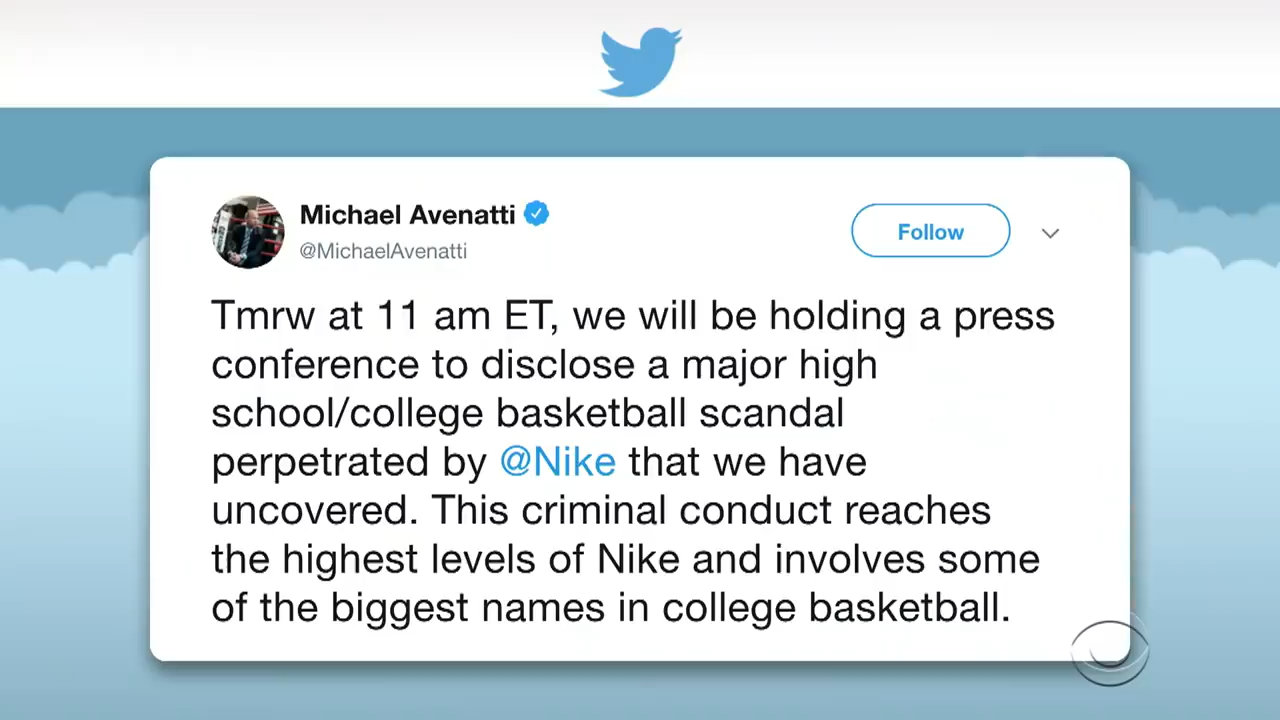 Michael Avenatti
@MichaelAvenatti
Follow
Tmrw at 11 am ET, we will be holding a press
conference to disclose a major high
school/college basketball scandal
perpetrated by @Nike that we have
uncovered. This criminal conduct reaches
the highest levels of Nike and involves some
of the biggest names in college basketball.